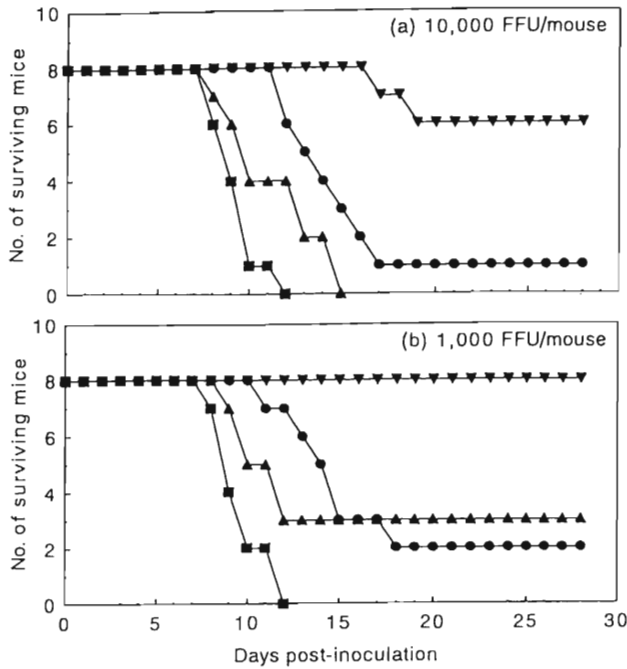 (a) 10,000 FFU/mouse
No. of surviving mice
10
8
6
4
2
0
(b) 1,000 FFU/mouse
No. of surviving mice
10
8
6
4
2
0
0 5 10 15 20 25 30
Days post-inoculation